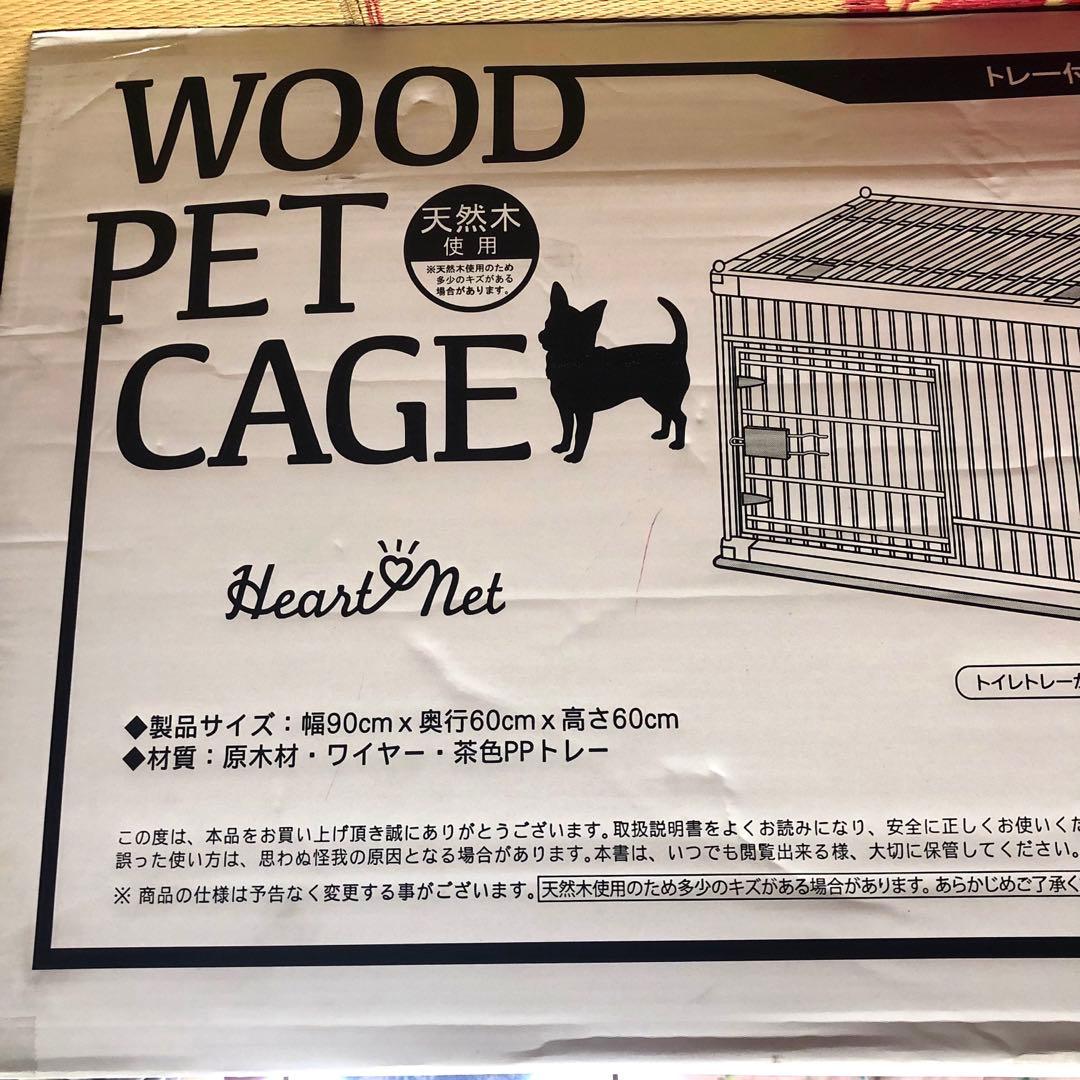 WOOD
PET
CAGE
トレー付
天然木
使用
※天然木使用のため
多少のキズがある
場合があります。
Heart Net
トイレトレーが
◆製品サイズ：幅90cm x 奥行60cm x 高さ60cm
◆材質：原木材・ワイヤー・茶色PPトレー
この度は、本品をお買い上げ頂き誠にありがとうございます。取扱説明書をよくお読みになり、安全に正しくお使いくだ
誤った使い方は、思わぬ怪我の原因となる場合があります。本書は、いつでも閲覧出来る様、大切に保管してください。
※ 商品の仕様は予告なく変更する事がございます。天然木使用のため多少のキズがある場合があります。あらかじめご了承く